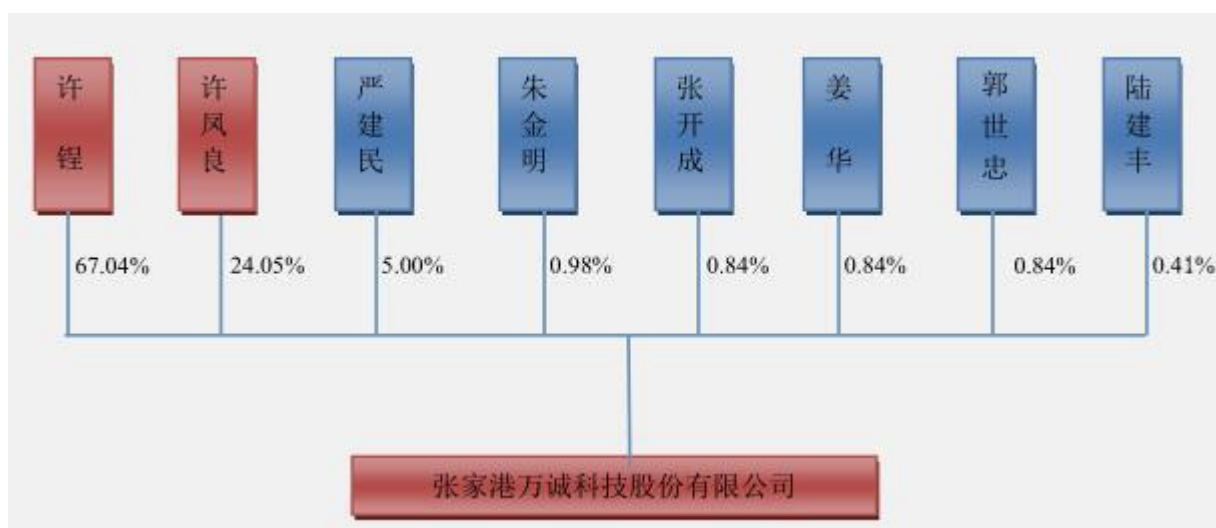 许锃
许凤良
严建民
朱金明
张开成
姜华
郭世忠
陆建丰
67.04%
24.05%
5.00%
0.98%
0.84%
0.84%
0.84%
0.41%
张家港万诚科技股份有限公司